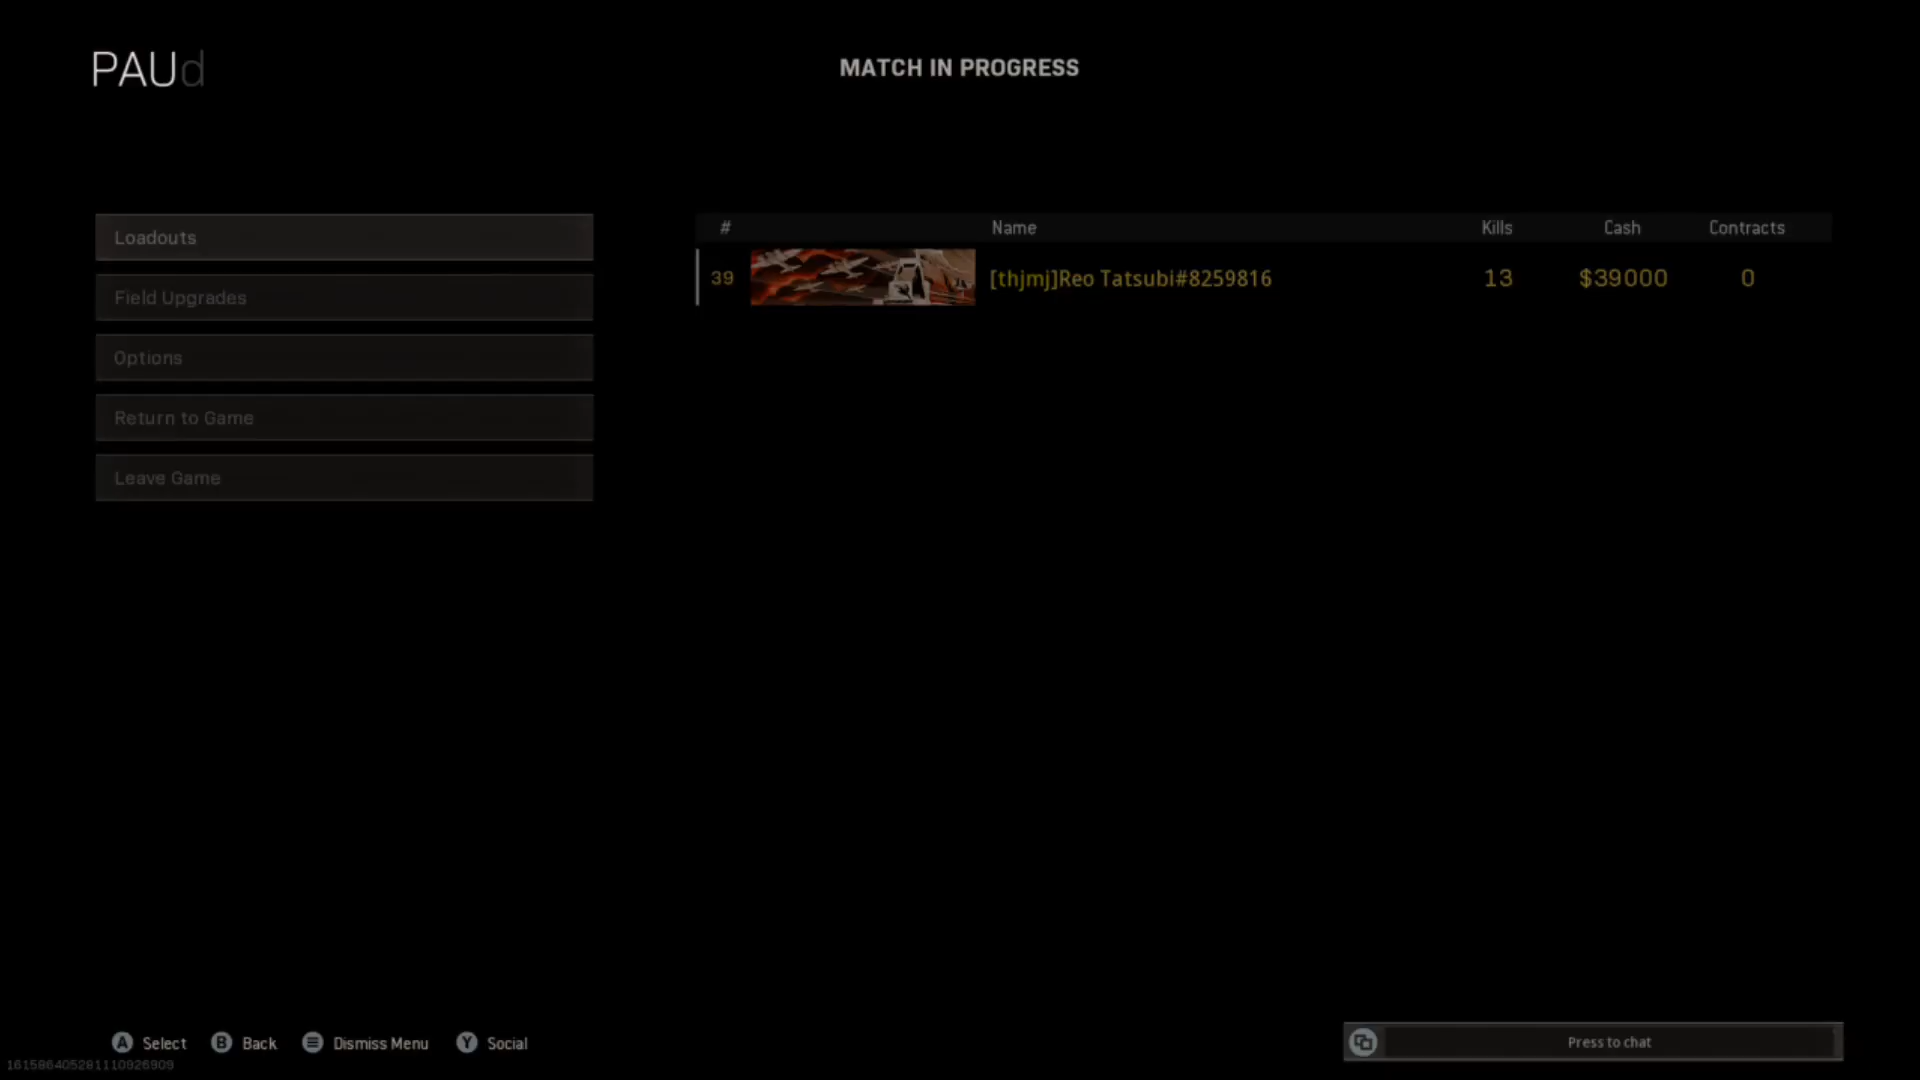 PAUd
MATCH IN PROGRESS
Loadouts
Field Upgrades
Options
Return to Game
Leave Game
# Name Kills Cash Contracts
39 [thjmj]Reo Tatsubi#8259816 13 $39000 0
A Select B Back Dismiss Menu Y Social
Press to chat
161586405281110926909